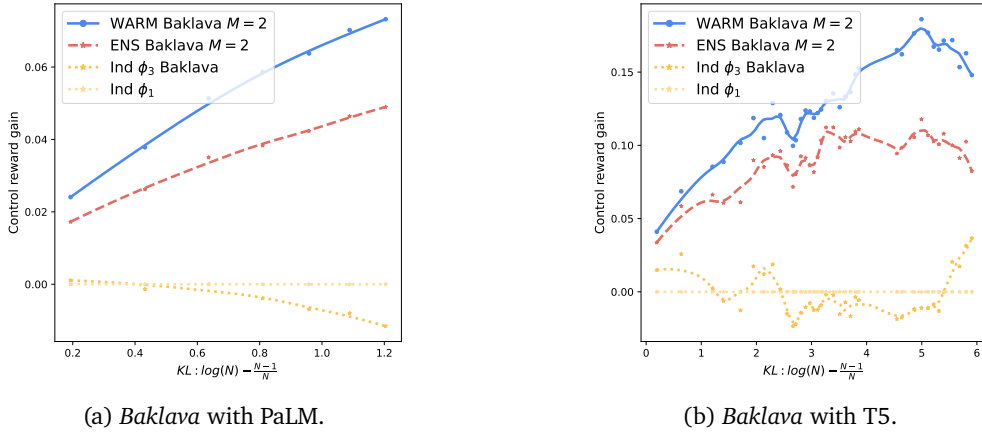 WARM Baklava M = 2
ENS Baklava M = 2
Ind ϕ₃ Baklava
Ind ϕ₁
Control reward gain
0.06
0.04
0.02
0.00
0.2
0.4
0.6
0.8
1.0
1.2
KL : log(N) − \frac{N−1}{N}
(a) Baklava with PaLM.
WARM Baklava M = 2
ENS Baklava M = 2
Ind ϕ₃ Baklava
Ind ϕ₁
Control reward gain
0.15
0.10
0.05
0.00
0
1
2
3
4
5
6
KL : log(N) − \frac{N−1}{N}
(b) Baklava with T5.